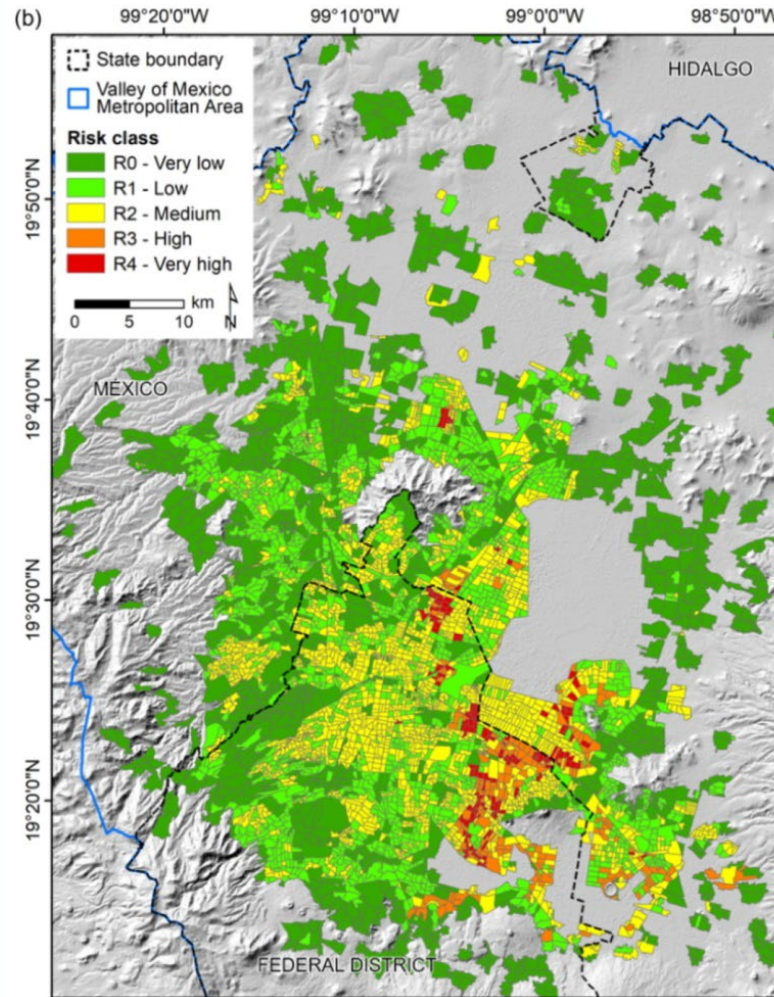 (b)
99°20'0"W
99°10'0"W
99°0'0"W
98°50'0"W
State boundary
Valley of Mexico
Metropolitan Area
Risk class
R0 - Very low
R1 - Low
R2 - Medium
R3 - High
R4 - Very high
km
0 5 10 N
HIDALGO
19°50'0"N
MÉXICO
19°40'0"N
19°30'0"N
19°20'0"N
FEDERAL DISTRICT